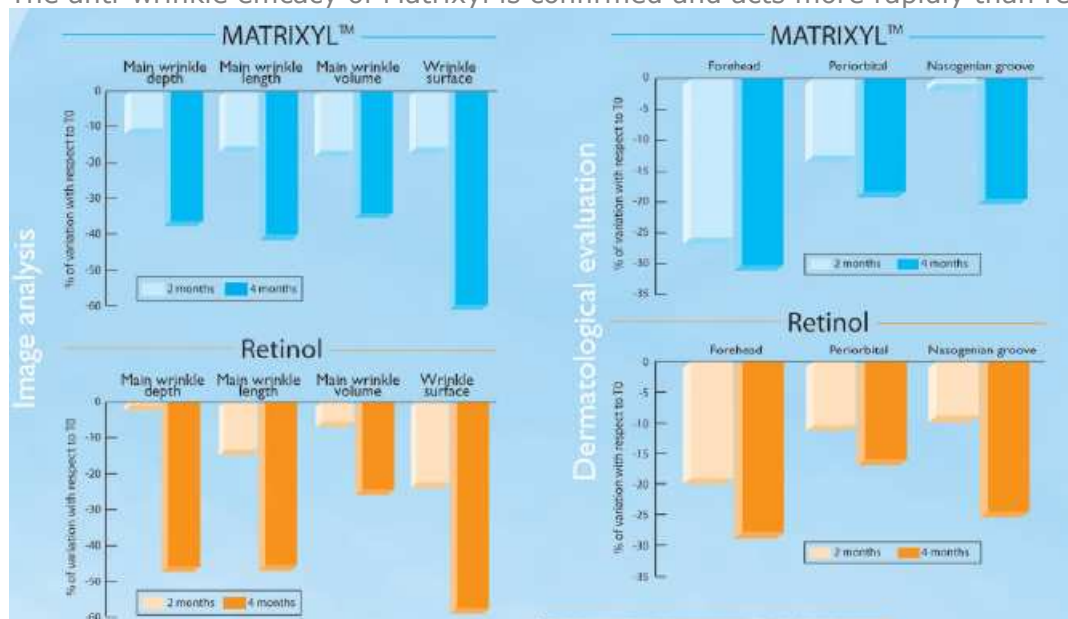 The anti-wrinkle efficacy of Matrixyl is confirmed and acts more rapidly than
MATRIXYL™
Main wrinkle depth Main wrinkle length Main wrinkle volume Wrinkle surface
0
-10
-20
-30
-40
-50
-60
% of variation with respect to T0
2 months 4 months
Image analysis
Retinol
Main wrinkle depth Main wrinkle length Main wrinkle volume Wrinkle surface
0
-10
-20
-30
-40
-50
-60
% of variation with respect to T0
2 months 4 months
MATRIXYL™
Forehead Periorbital Nasogenian groove
0
-5
-10
-15
-20
-25
-30
-35
% of variation with respect to T0
2 months 4 months
Dermatological evaluation
Retinol
Forehead Periorbital Nasogenian groove
0
-5
-10
-15
-20
-25
-30
-35
% of variation with respect to T0
2 months 4 months